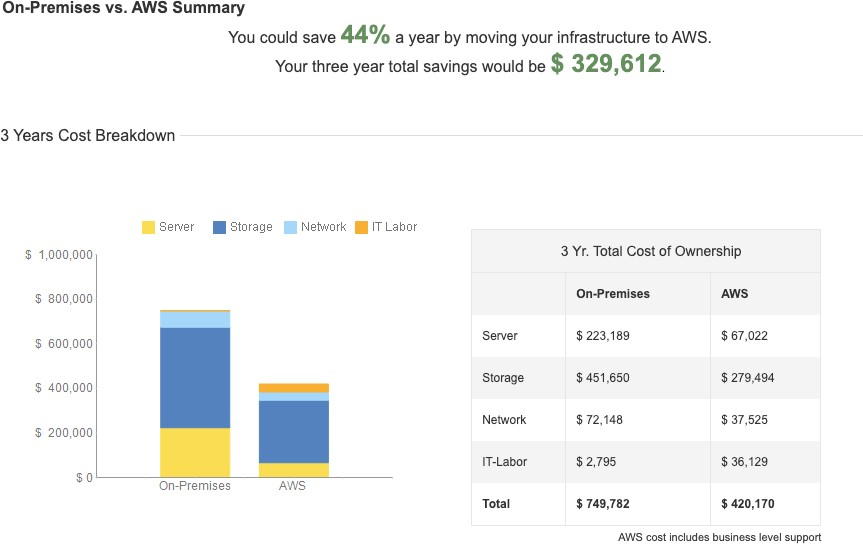 On-Premises vs. AWS Summary
You could save 44% a year by moving your infrastructure to AWS.
Your three year total savings would be $ 329,612.
3 Years Cost Breakdown
Server Storage Network IT Labor
$ 1,000,000
$ 800,000
$ 600,000
$ 400,000
$ 200,000
$ 0
On-Premises AWS
3 Yr. Total Cost of Ownership
On-Premises AWS
Server $ 223,189 $ 67,022
Storage $ 451,650 $ 279,494
Network $ 72,148 $ 37,525
IT-Labor $ 2,795 $ 36,129
Total $ 749,782 $ 420,170
AWS cost includes business level support